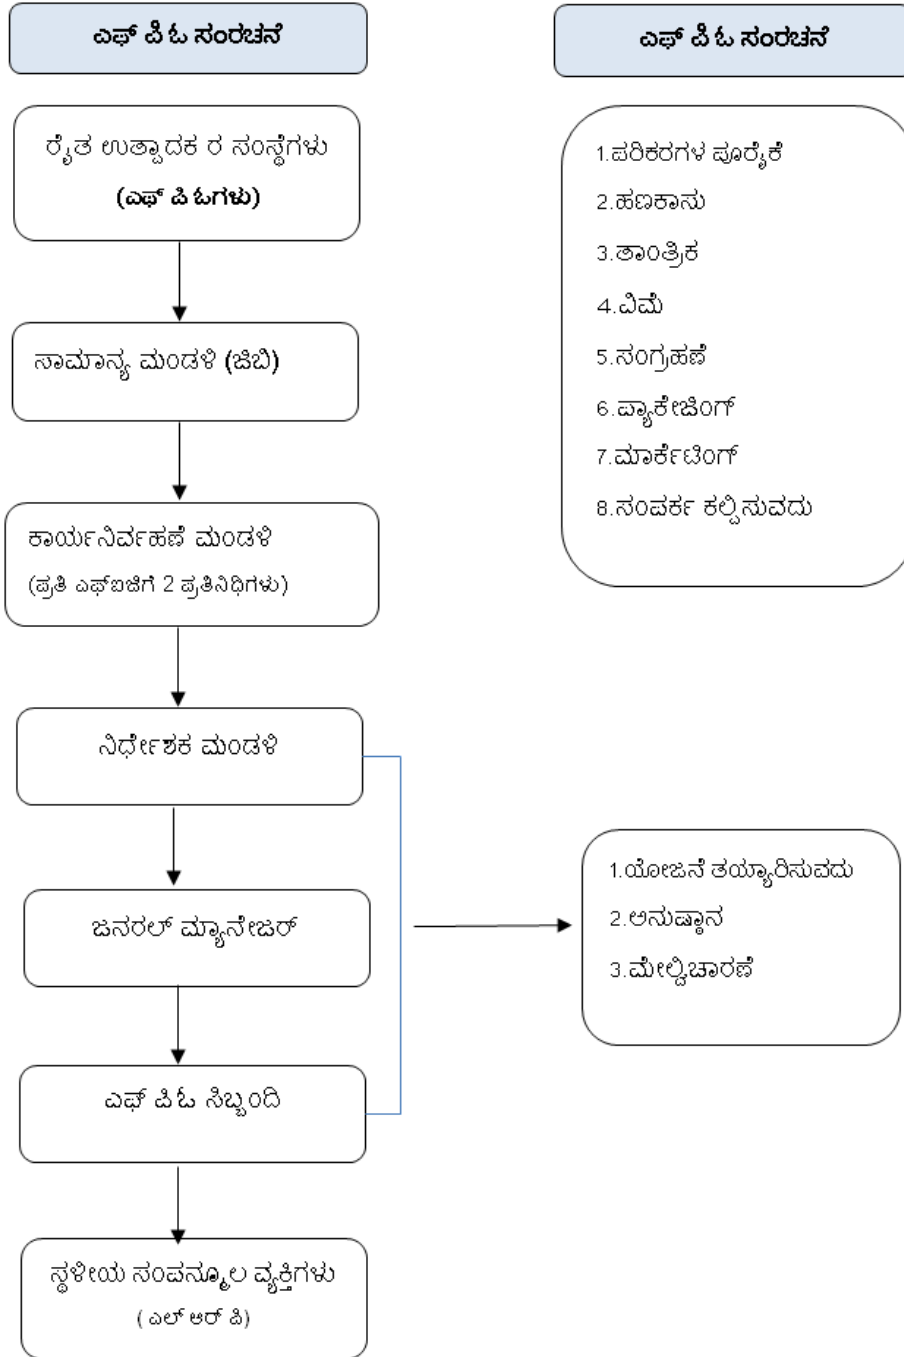 ಎಫ್ ಪಿ ಓ ಸಂರಚನೆ
ರೈತ ಉತ್ಪಾದಕ ರ ಸಂಸ್ಥೆಗಳು
(ಎಫ್ ಪಿ ಓಗಳು)
ಸಾಮಾನ್ಯ ಮಂಡಳಿ (ಜಿಬಿ)
ಕಾರ್ಯನಿರ್ವಹಣೆ ಮಂಡಳಿ
(ಪ್ರತಿ ಎಫ್ಐಜಿಗೆ 2 ಪ್ರತಿನಿಧಿಗಳು)
ನಿರ್ಧೇಶಕ ಮಂಡಳಿ
ಜನರಲ್ ಮ್ಯಾನೇಜರ್
ಎಫ್ ಪಿ ಓ ಸಿಬ್ಬಂದಿ
ಸ್ಥಳೀಯ ಸಂಪನ್ಮೂಲ ವ್ಯಕ್ತಿಗಳು
( ಎಲ್ ಆರ್ ಪಿ)
ಎಫ್ ಪಿ ಓ ಸಂರಚನೆ
1.ಪರಿಕರಗಳ ಪೂರೈಕೆ
2.ಹಣಕಾಸು
3.ತಾಂತ್ರಿಕ
4.ವಿಮೆ
5.ಸಂಗ್ರಹಣೆ
6.ಪ್ಯಾಕೇಜಿಂಗ್
7.ಮಾರ್ಕೆಟಿಂಗ್
8.ಸಂಪರ್ಕ ಕಲ್ಪಿಸುವದು
1.ಯೋಜನೆ ತಯ್ಯಾರಿಸುವದು
2.ಅನುಷ್ಠಾನ
3.ಮೇಲ್ವಿಚಾರಣೆ